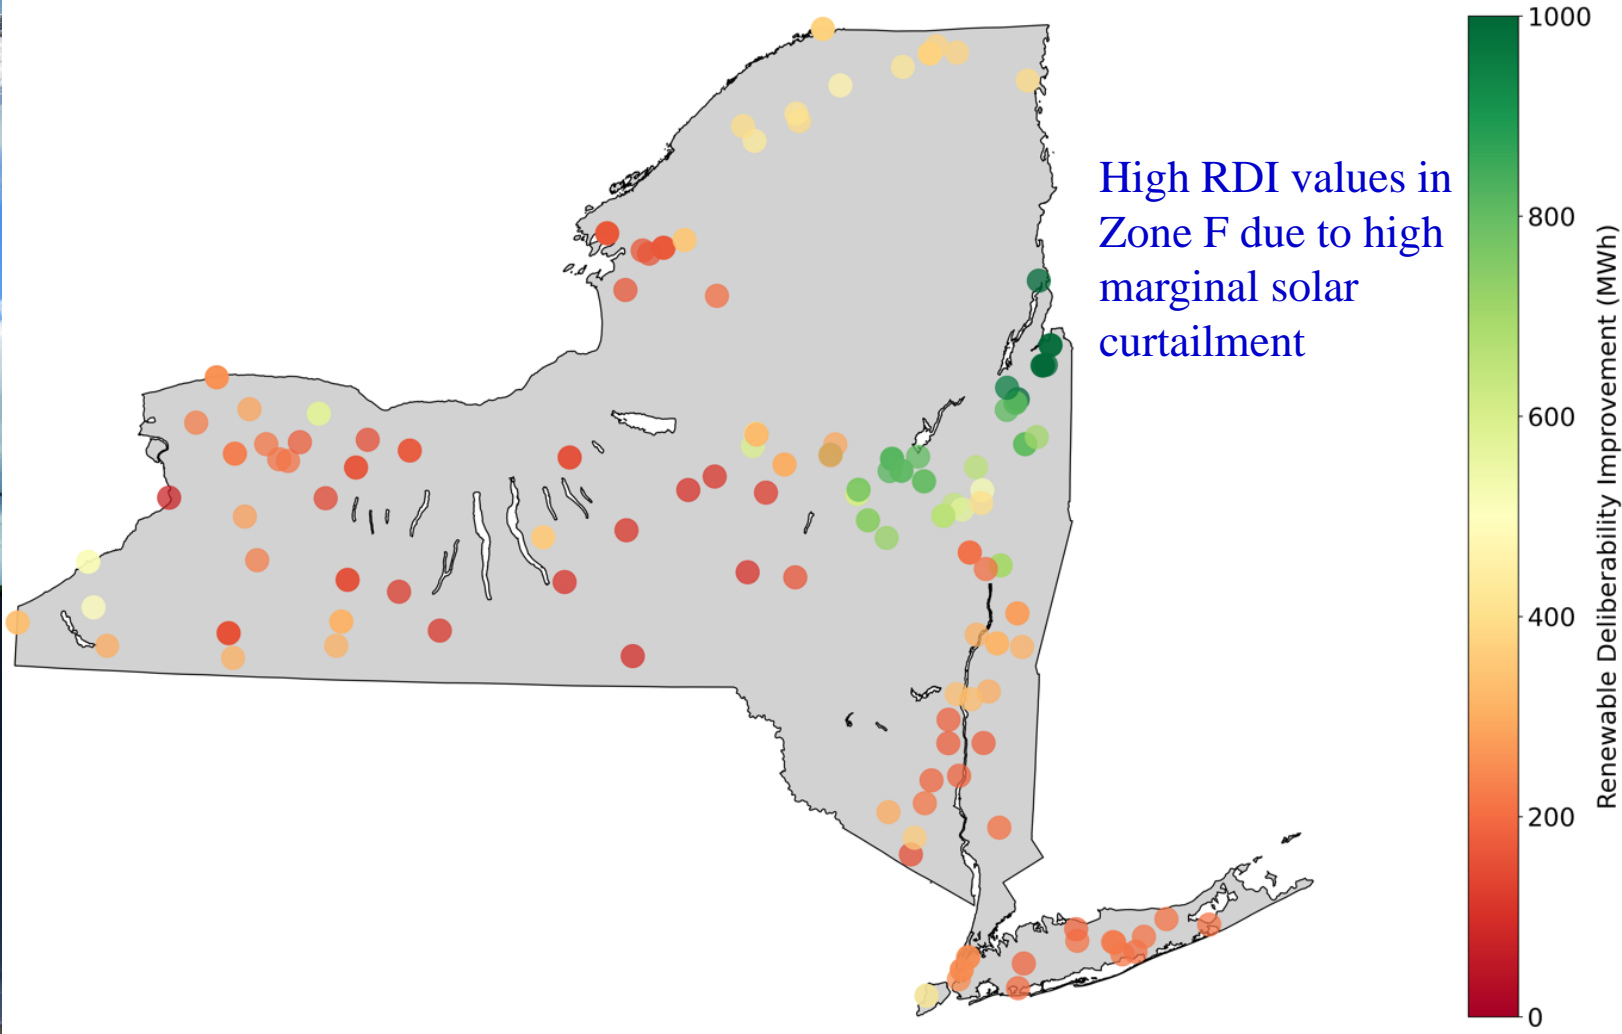 High RDI values in
Zone F due to high
marginal solar
curtailment
1000
800
600
400
200
0
Renewable Deliberability Improvement (MWh)